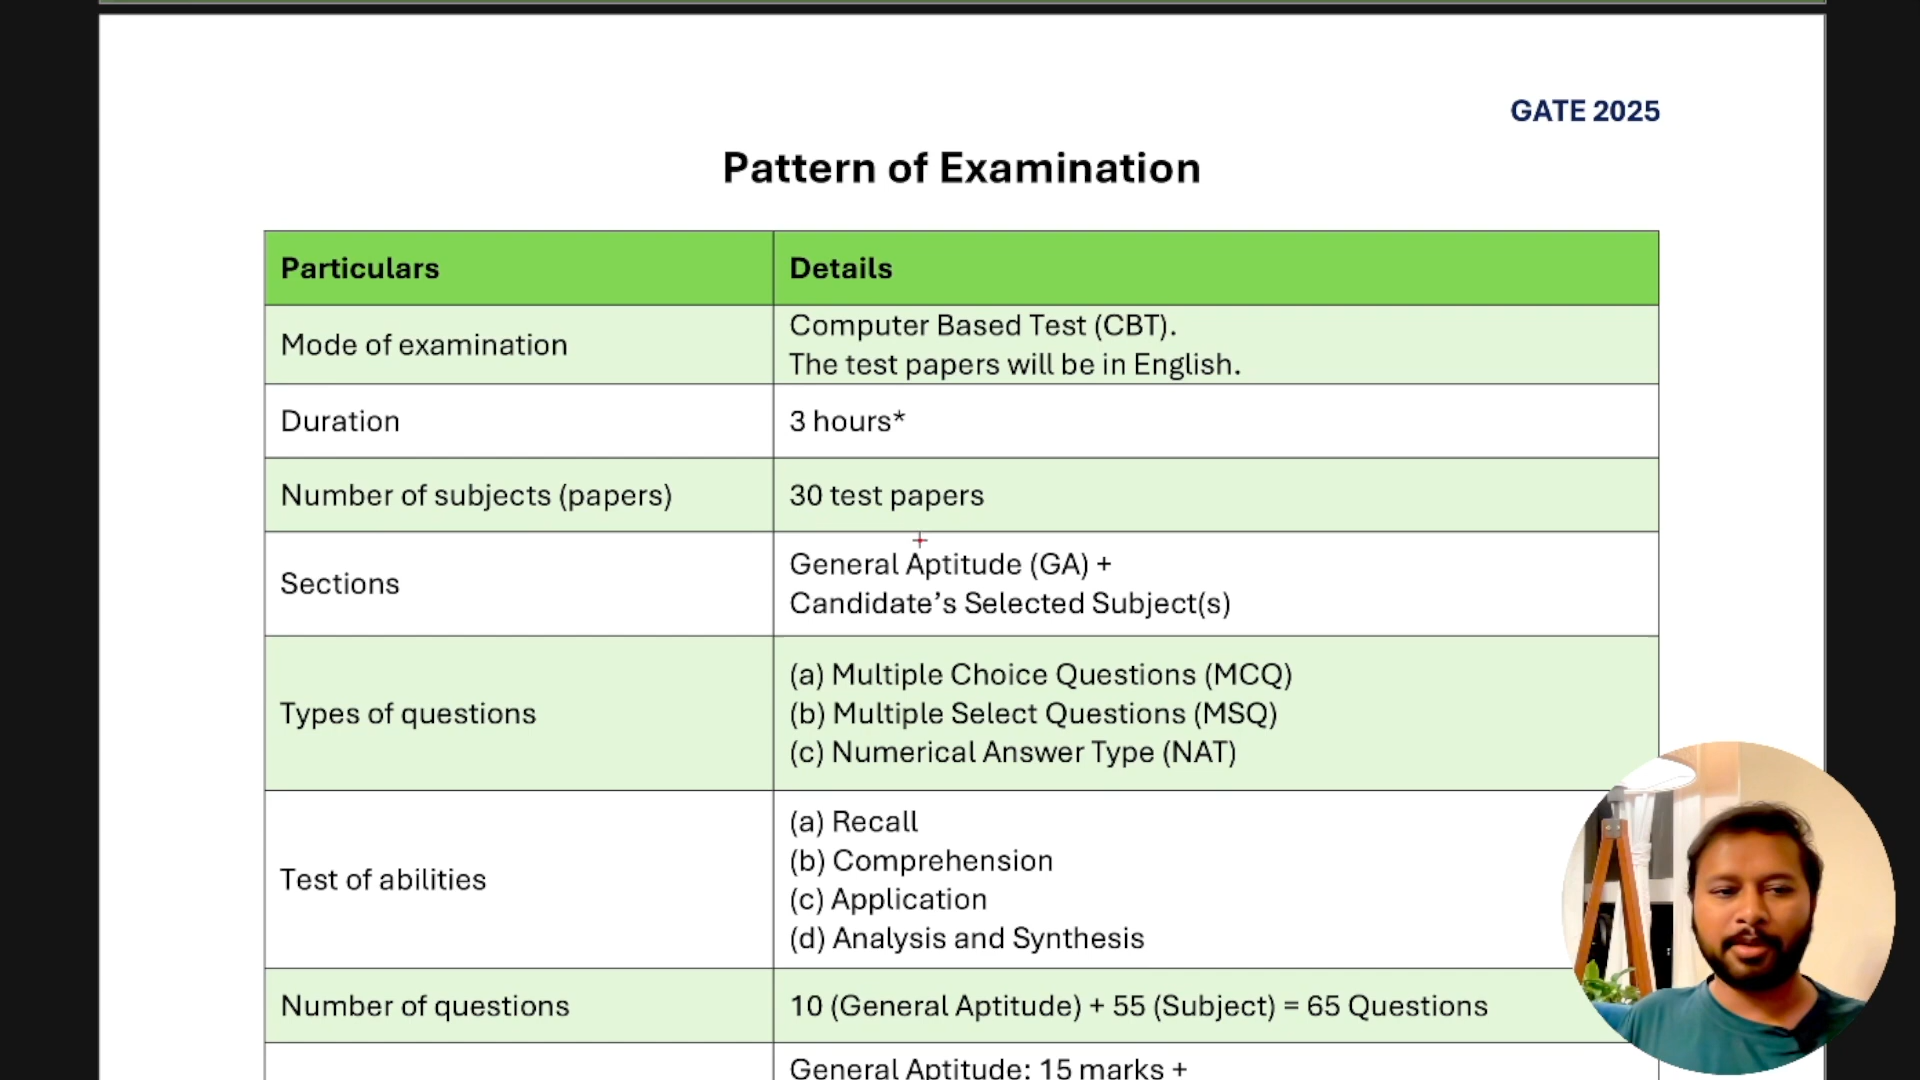 GATE 2025
Pattern of Examination
Particulars
Details
Mode of examination
Computer Based Test (CBT).
The test papers will be in English.
Duration
3 hours*
Number of subjects (papers)
30 test papers
Sections
General Aptitude (GA) +
Candidate’s Selected Subject(s)
Types of questions
(a) Multiple Choice Questions (MCQ)
(b) Multiple Select Questions (MSQ)
(c) Numerical Answer Type (NAT)
Test of abilities
(a) Recall
(b) Comprehension
(c) Application
(d) Analysis and Synthesis
Number of questions
10 (General Aptitude) + 55 (Subject) = 65 Questions
General Aptitude: 15 marks +